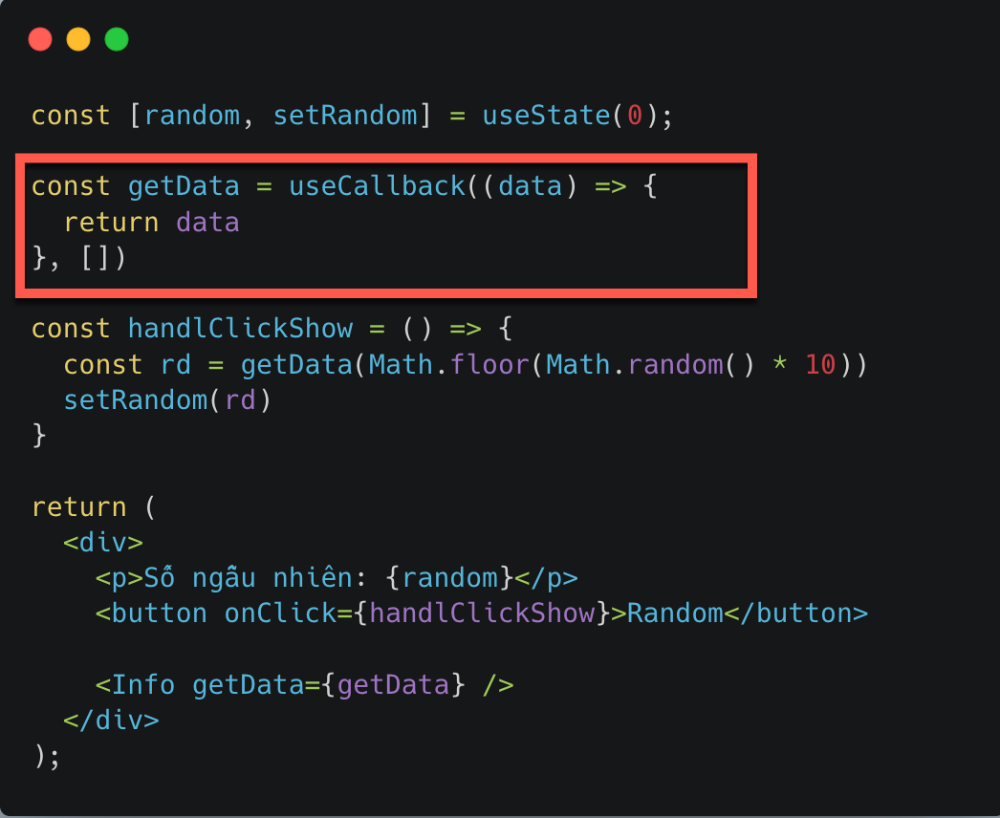 const [random, setRandom] = useState(0);
const getData = useCallback((data) => {
  return data
}, [])
const handlClickShow = () => {
  const rd = getData(Math.floor(Math.random() * 10))
  setRandom(rd)
}
return (
  <div>
    <p>Số ngẫu nhiên: {random}</p>
    <button onClick={handlClickShow}>Random</button>
    <Info getData={getData} />
  </div>
);